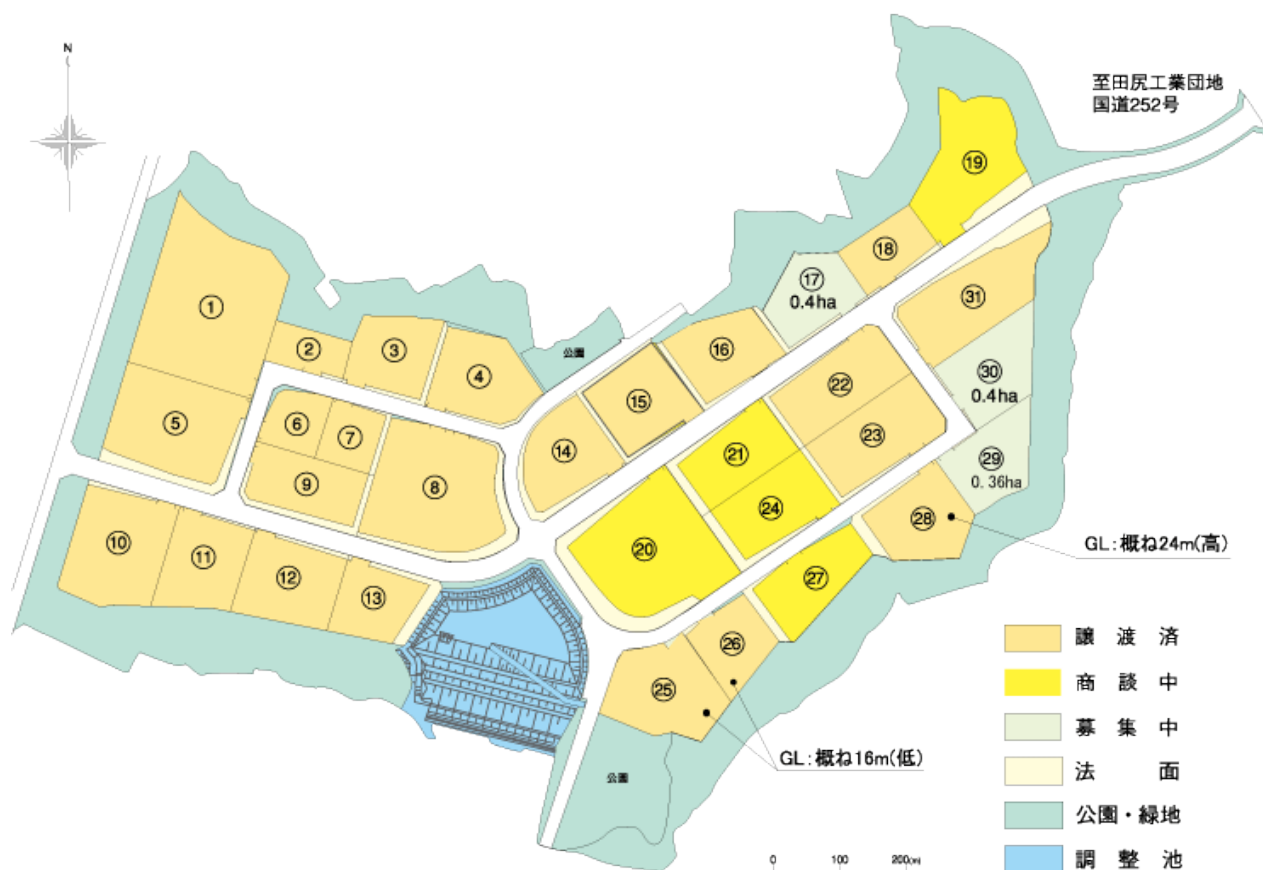 N
至田尻工業団地
国道252号
①
②
③
④
⑤
⑥
⑦
⑧
⑨
⑩
⑪
⑫
⑬
公園
⑭
⑮
⑯
⑰
0.4ha
⑱
⑲
⑳
㉑
㉒
㉓
㉔
㉕
㉖
㉗
㉘
㉙
0.36ha
㉚
0.4ha
㉛
GL:概ね24m(高)
GL:概ね16m(低)
公園
0 100 200(m)
譲渡済
商談中
募集中
法面
公園・緑地
調整池